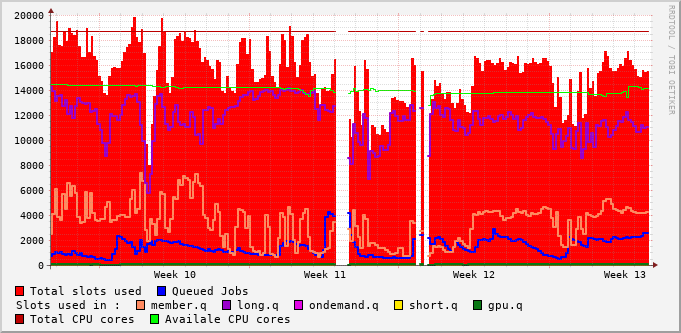 20000
18000
16000
14000
12000
10000
8000
6000
4000
2000
0
Week 10 Week 11 Week 12 Week 13
Total slots used Queued Jobs
Slots used in : member.q long.q ondemand.q short.q gpu.q
Total CPU cores Availale CPU cores
RRDTOOL / TOBI OETIKER